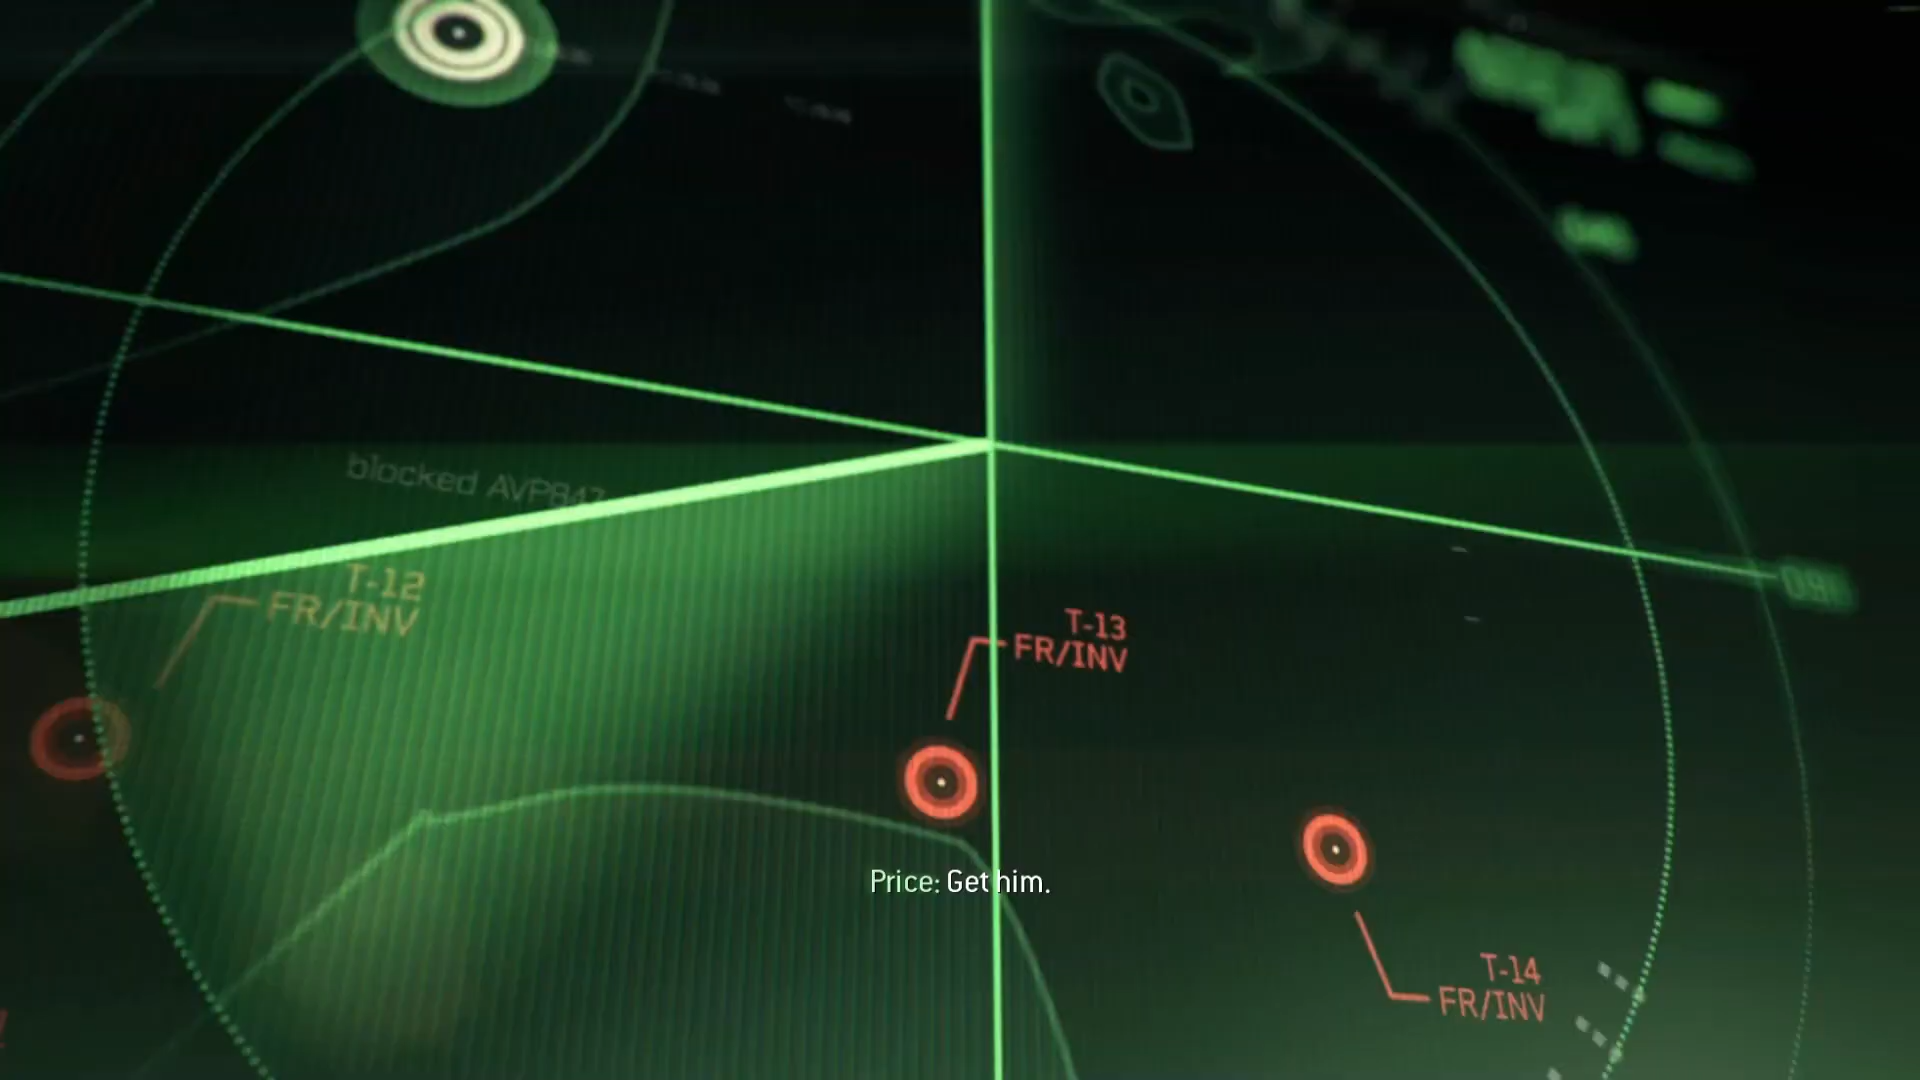 blocked AVP847
T-12
FR/INV
T-13
FR/INV
Price: Get him.
T-14
FR/INV